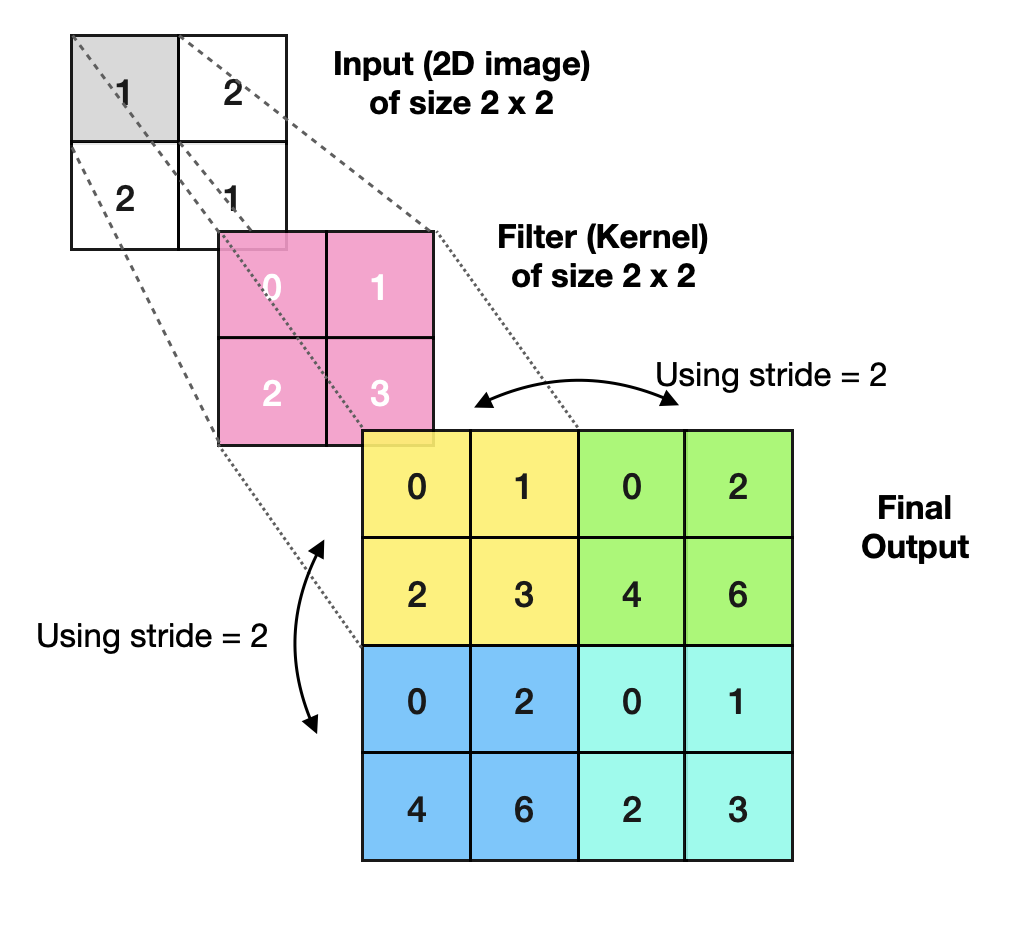 1 2
Input (2D image)
of size 2 x 2
2 1
Filter (Kernel)
of size 2 x 2
0 1
2 3
Using stride = 2
0 1 0 2
Final
Output
2 3 4 6
Using stride = 2
0 2 0 1
4 6 2 3